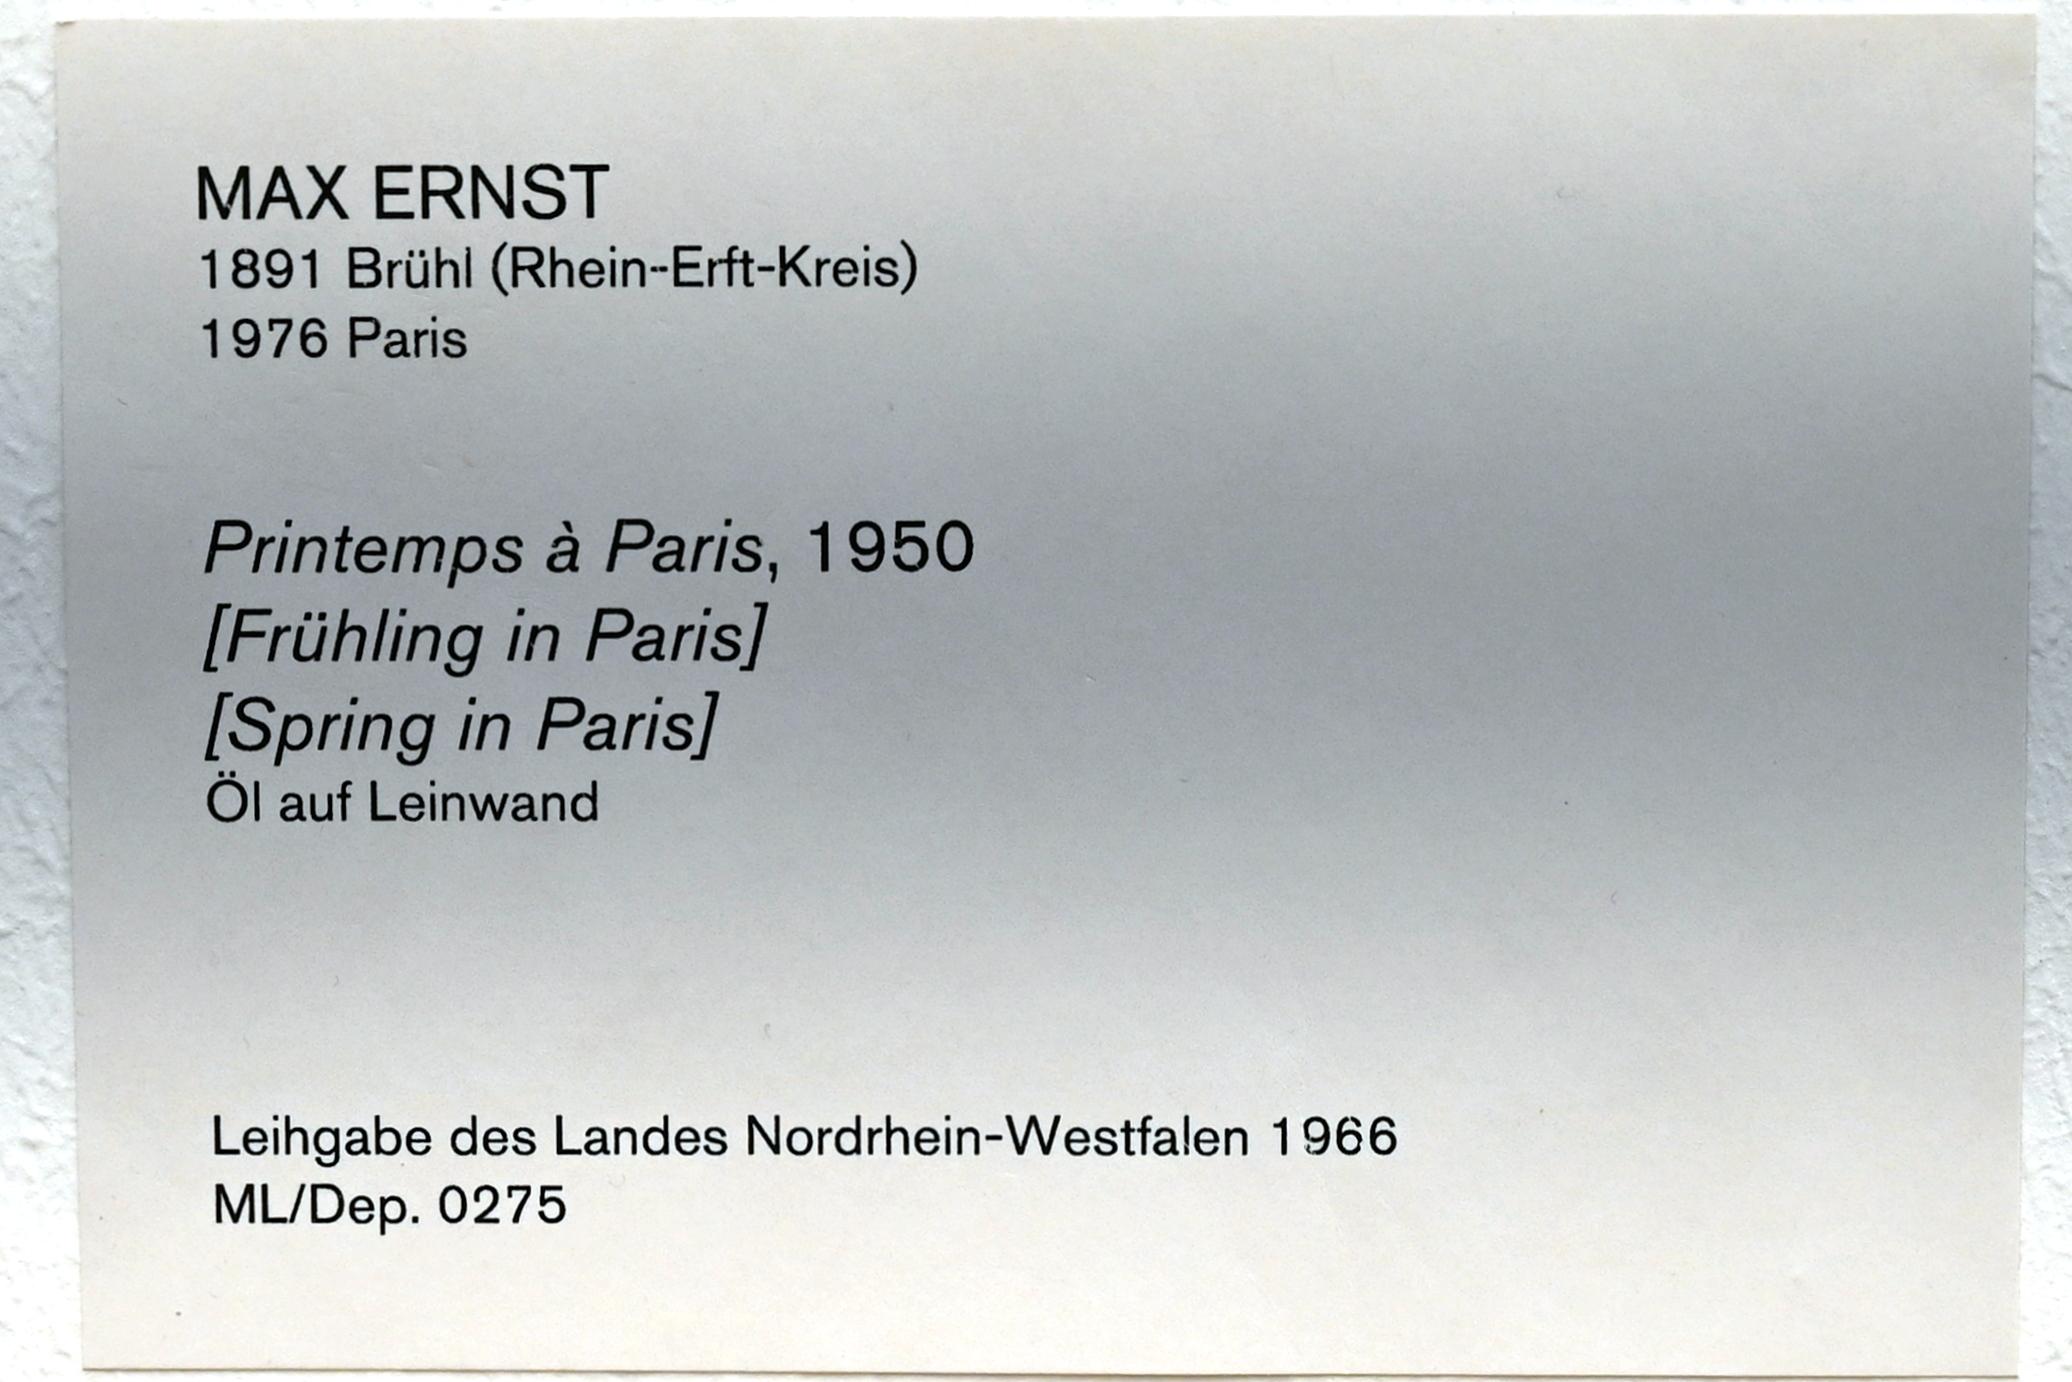 MAX ERNST
1891 Brühl (Rhein-Erft-Kreis)
1976 Paris
Printemps à Paris, 1950
[Frühling in Paris]
[Spring in Paris]
Öl auf Leinwand
Leihgabe des Landes Nordrhein-Westfalen 1966
ML/Dep. 0275